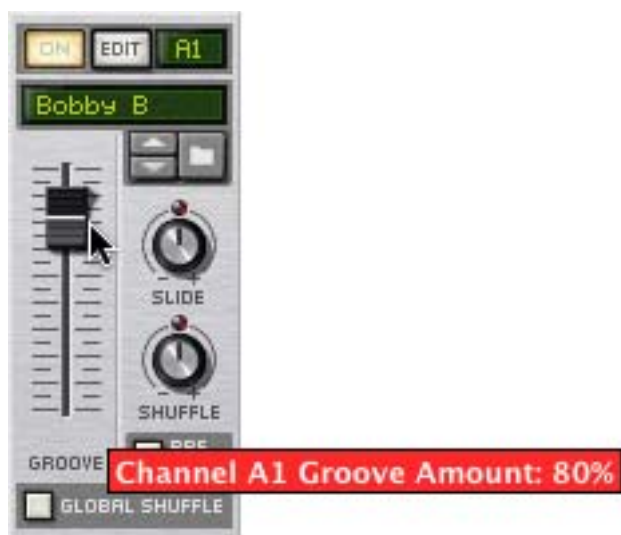 ON EDIT A1
Bobby B
- +
SLIDE
- +
SHUFFLE
GROOVE
Channel A1 Groove Amount: 80%
GLOBAL SHUFFLE